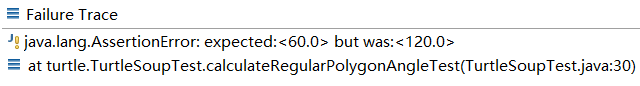 Failure Trace
java.lang.AssertionError: expected:<60.0> but was:<120.0>
at turtle.TurtleSoupTest.calculateRegularPolygonAngleTest(TurtleSoupTest.java:30)